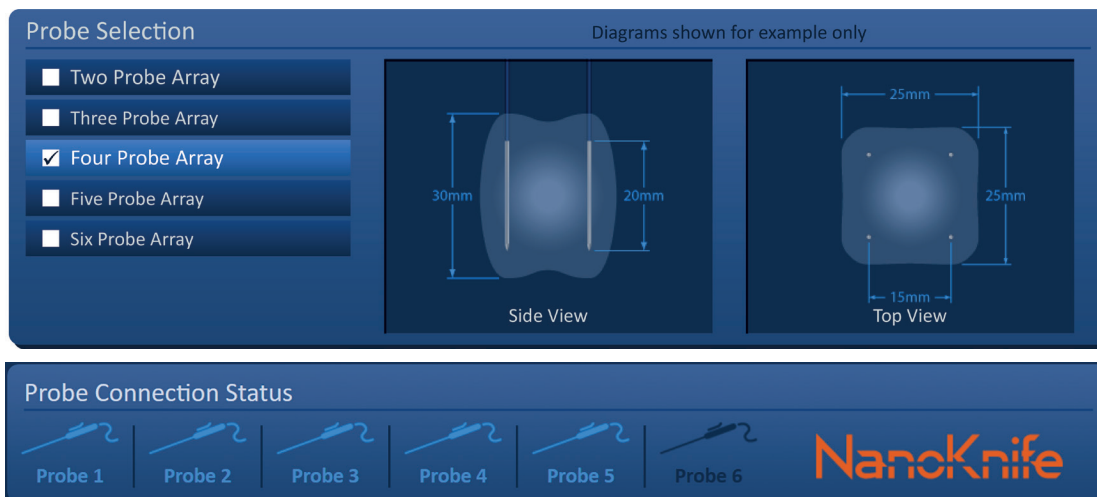 Probe Selection
Diagrams shown for example only
Two Probe Array
Three Probe Array
Four Probe Array
Five Probe Array
Six Probe Array
30mm
20mm
Side View
25mm
25mm
15mm
Top View
Probe Connection Status
Probe 1
Probe 2
Probe 3
Probe 4
Probe 5
Probe 6
NanoKnife